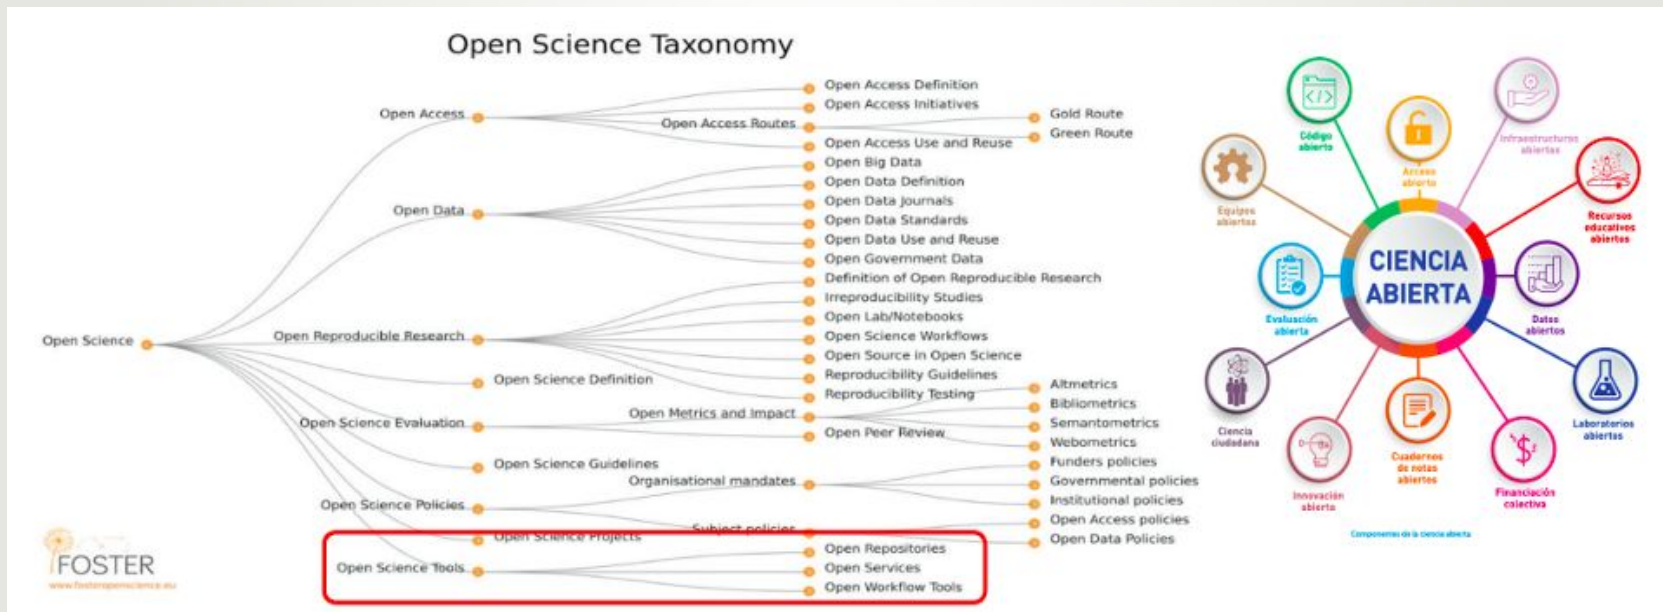 Open Science Taxonomy
Open Science
Open Access
Open Access Definition
Open Access Initiatives
Open Access Routes
Gold Route
Green Route
Open Access Use and Reuse
Open Data
Open Big Data
Open Data Definition
Open Data Journals
Open Data Standards
Open Data Use and Reuse
Open Government Data
Open Reproducible Research
Definition of Open Reproducible Research
Irreproducibility Studies
Open Lab/Notebooks
Open Science Workflows
Open Source in Open Science
Reproducibility Guidelines
Reproducibility Testing
Open Science Definition
Open Science Evaluation
Open Metrics and Impact
Altmetrics
Bibliometrics
Semantometrics
Webometrics
Open Peer Review
Open Science Guidelines
Open Science Policies
Organisational mandates
Funders policies
Governmental policies
Institutional policies
Subject policies
Open Access policies
Open Data Policies
Open Science Projects
Open Science Tools
Open Repositories
Open Services
Open Workflow Tools
FOSTER
www.fosteropenscience.eu
CIENCIA
ABIERTA
Código
abierto
</>
Acceso
abierto
Infraestructuras
abiertas
Recursos
educativos
abiertos
Datos
abiertos
Laboratorios
abiertos
Financiación
colectiva
Cuadernos
de notas
abiertos
Innovación
abierta
Ciencia
ciudadana
Evaluación
abierta
Equipos
abiertos
Componentes de la ciencia abierta